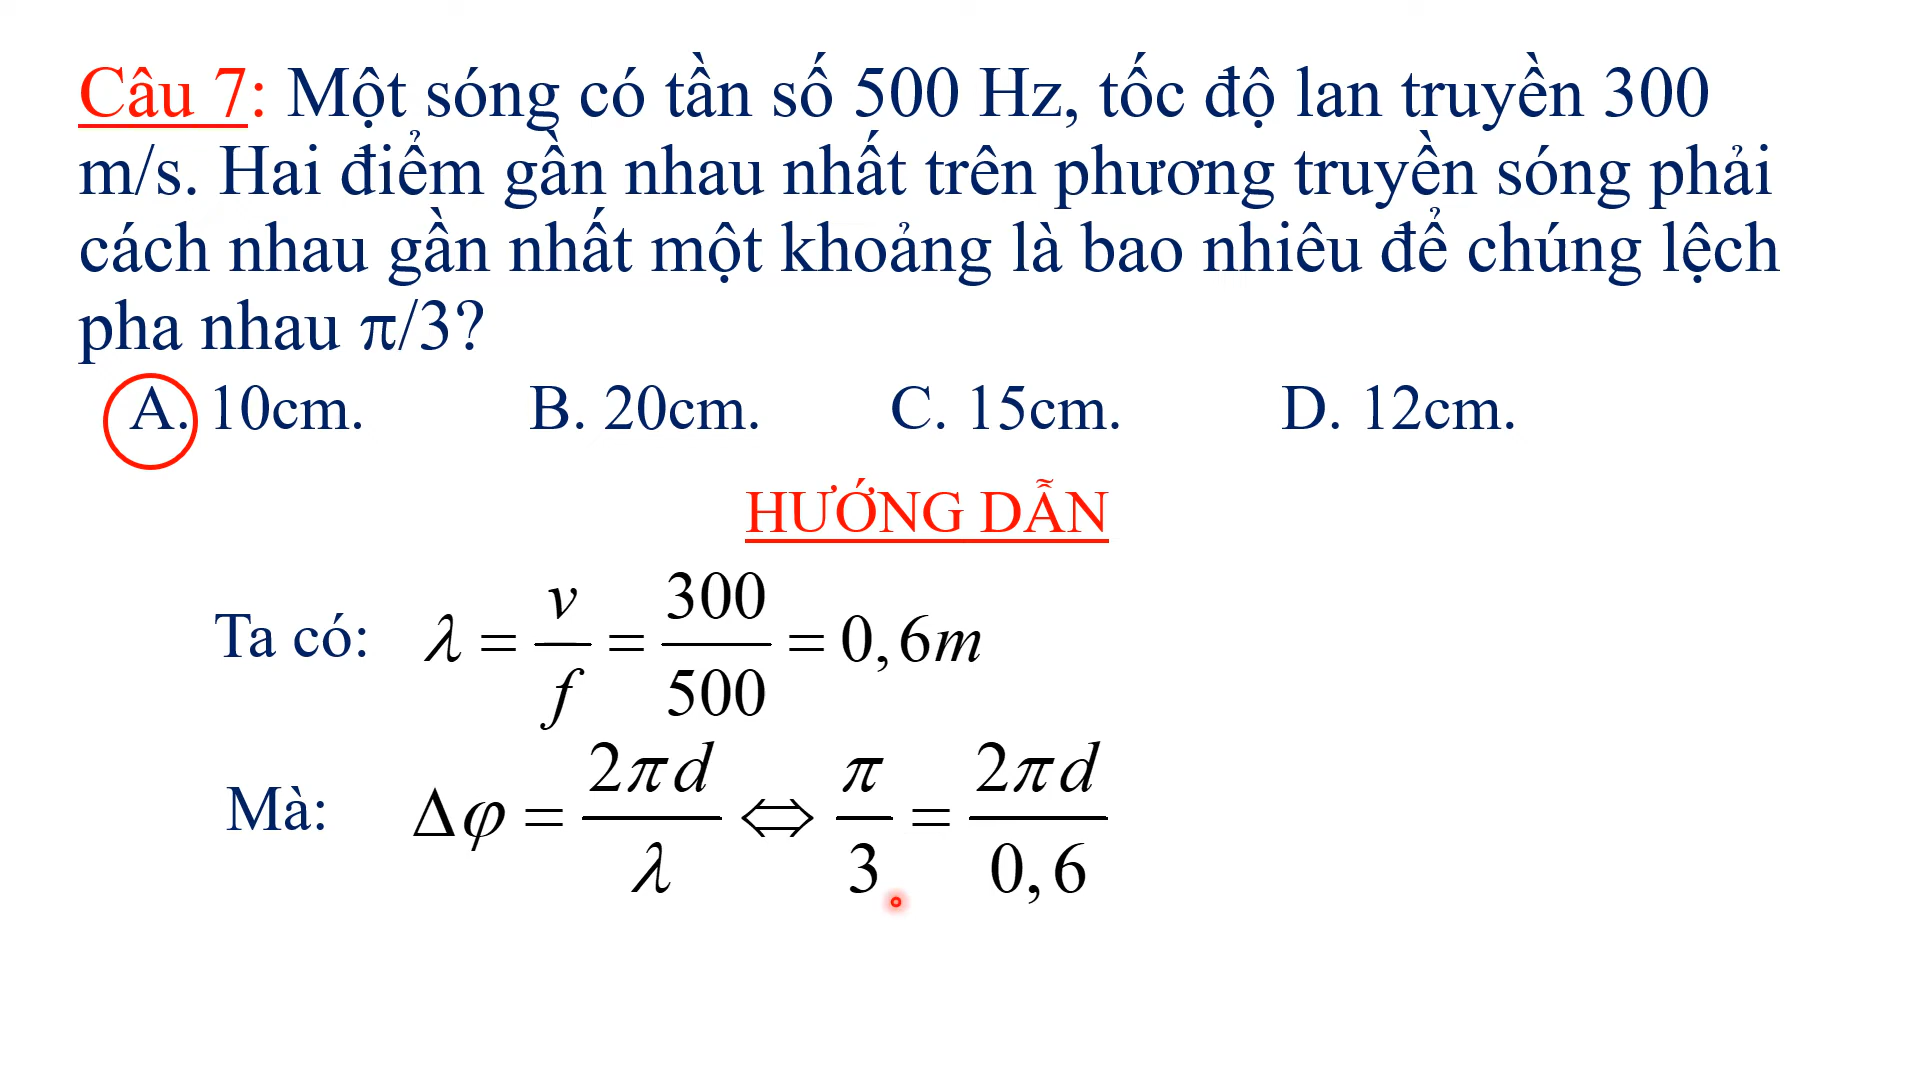 Câu 7: Một sóng có tần số 500 Hz, tốc độ lan truyền 300
m/s. Hai điểm gần nhau nhất trên phương truyền sóng phải
cách nhau gần nhất một khoảng là bao nhiêu để chúng lệch
pha nhau π/3?
A. 10cm. B. 20cm. C. 15cm. D. 12cm.
HƯỚNG DẪN
Ta có: λ = v/f = 300/500 = 0,6m
Mà: Δφ = 2πd/λ ⇔ π/3 = 2πd/0,6